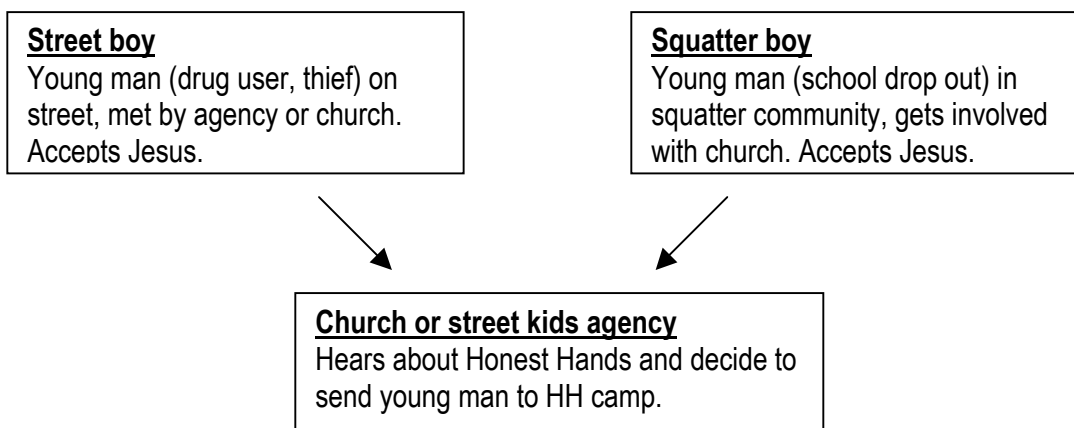 Street boy
Young man (drug user, thief) on
street, met by agency or church.
Accepts Jesus.
Squatter boy
Young man (school drop out) in
squatter community, gets involved
with church. Accepts Jesus.
Church or street kids agency
Hears about Honest Hands and decide to
send young man to HH camp.